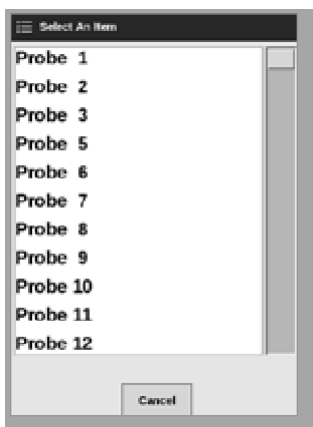 Select An Item
Probe 1
Probe 2
Probe 3
Probe 5
Probe 6
Probe 7
Probe 8
Probe 9
Probe 10
Probe 11
Probe 12
Cancel